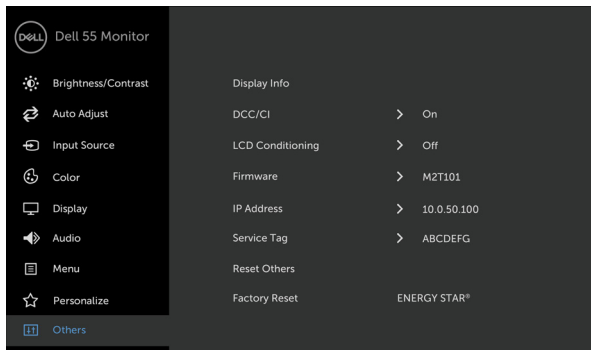 DELL Dell 55 Monitor
Brightness/Contrast
Auto Adjust
Input Source
Color
Display
Audio
Menu
Personalize
Others
Display Info
DCC/CI On
LCD Conditioning Off
Firmware M2T101
IP Address 10.0.50.100
Service Tag ABCDEFG
Reset Others
Factory Reset ENERGY STAR®